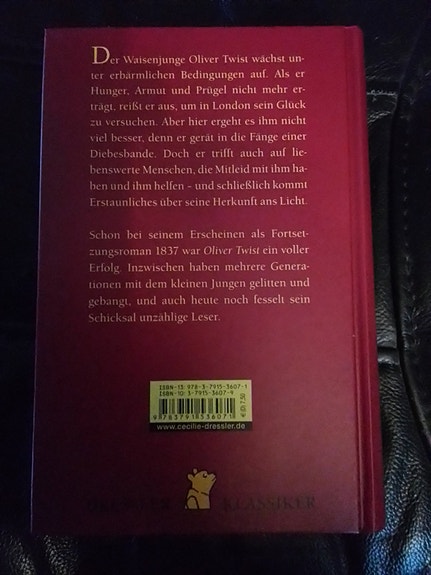 Der Waisenjunge Oliver Twist wächst un-
ter erbärmlichen Bedingungen auf. Als er
Hunger, Armut und Prügel nicht mehr er-
trägt, reißt er aus, um in London sein Glück
zu versuchen. Aber hier ergeht es ihm nicht
viel besser, denn er gerät in die Fänge einer
Diebesbande. Doch er trifft auch auf lie-
benswerte Menschen, die Mitleid mit ihm ha-
ben und ihm helfen – und schließlich kommt
Erstaunliches über seine Herkunft ans Licht.
Schon bei seinem Erscheinen als Fortset-
zungsroman 1837 war Oliver Twist ein voller
Erfolg. Inzwischen haben mehrere Genera-
tionen mit dem kleinen Jungen gelitten und
gebangt, und auch heute noch fesselt sein
Schicksal unzählige Leser.
ISBN-13: 978-3-7915-3607-1
ISBN-10: 3-7915-3607-9
9 783791 536071
€ (D) 7,50
www.cecilie-dressler.de
DRESSLER KLASSIKER